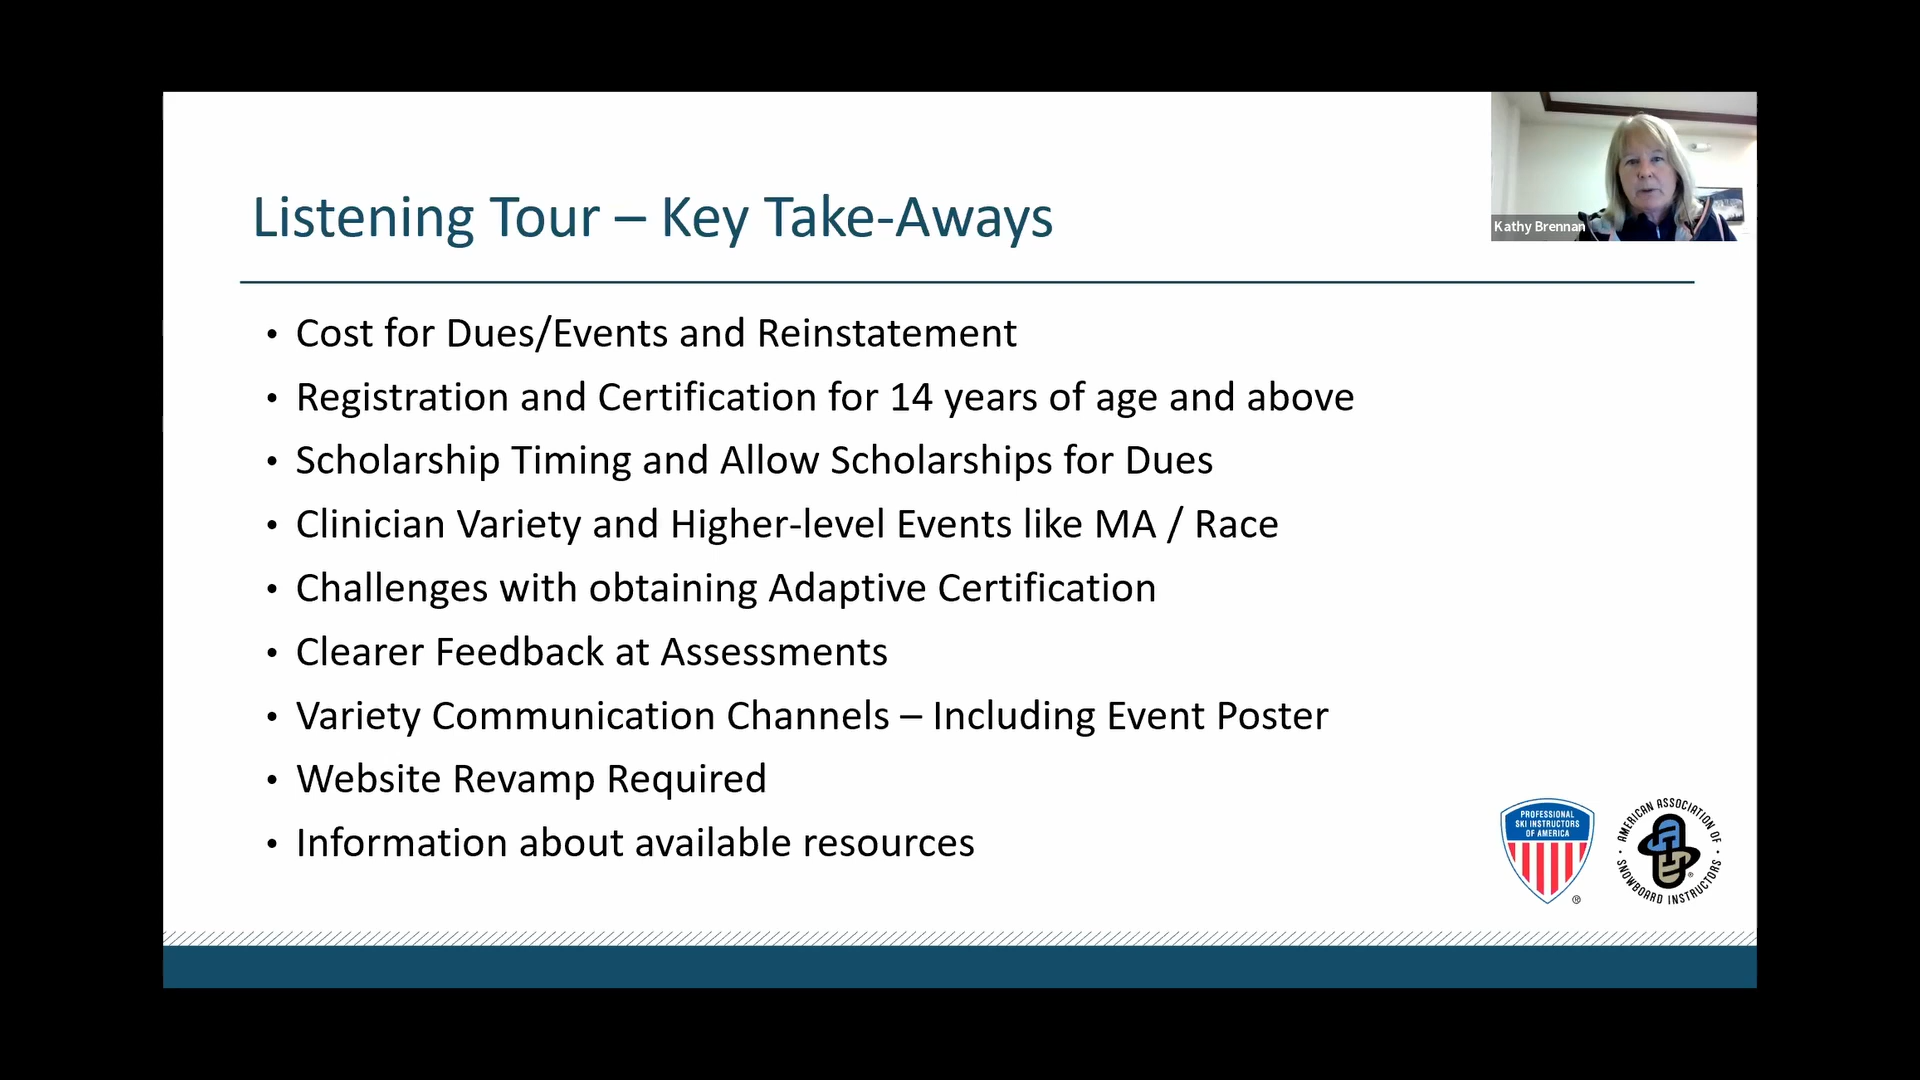 Kathy Brennan
Listening Tour – Key Take-Aways
• Cost for Dues/Events and Reinstatement
• Registration and Certification for 14 years of age and above
• Scholarship Timing and Allow Scholarships for Dues
• Clinician Variety and Higher-level Events like MA / Race
• Challenges with obtaining Adaptive Certification
• Clearer Feedback at Assessments
• Variety Communication Channels – Including Event Poster
• Website Revamp Required
• Information about available resources
PROFESSIONAL
SKI INSTRUCTORS
OF AMERICA
®
AMERICAN ASSOCIATION OF
• SNOWBOARD INSTRUCTORS •
®